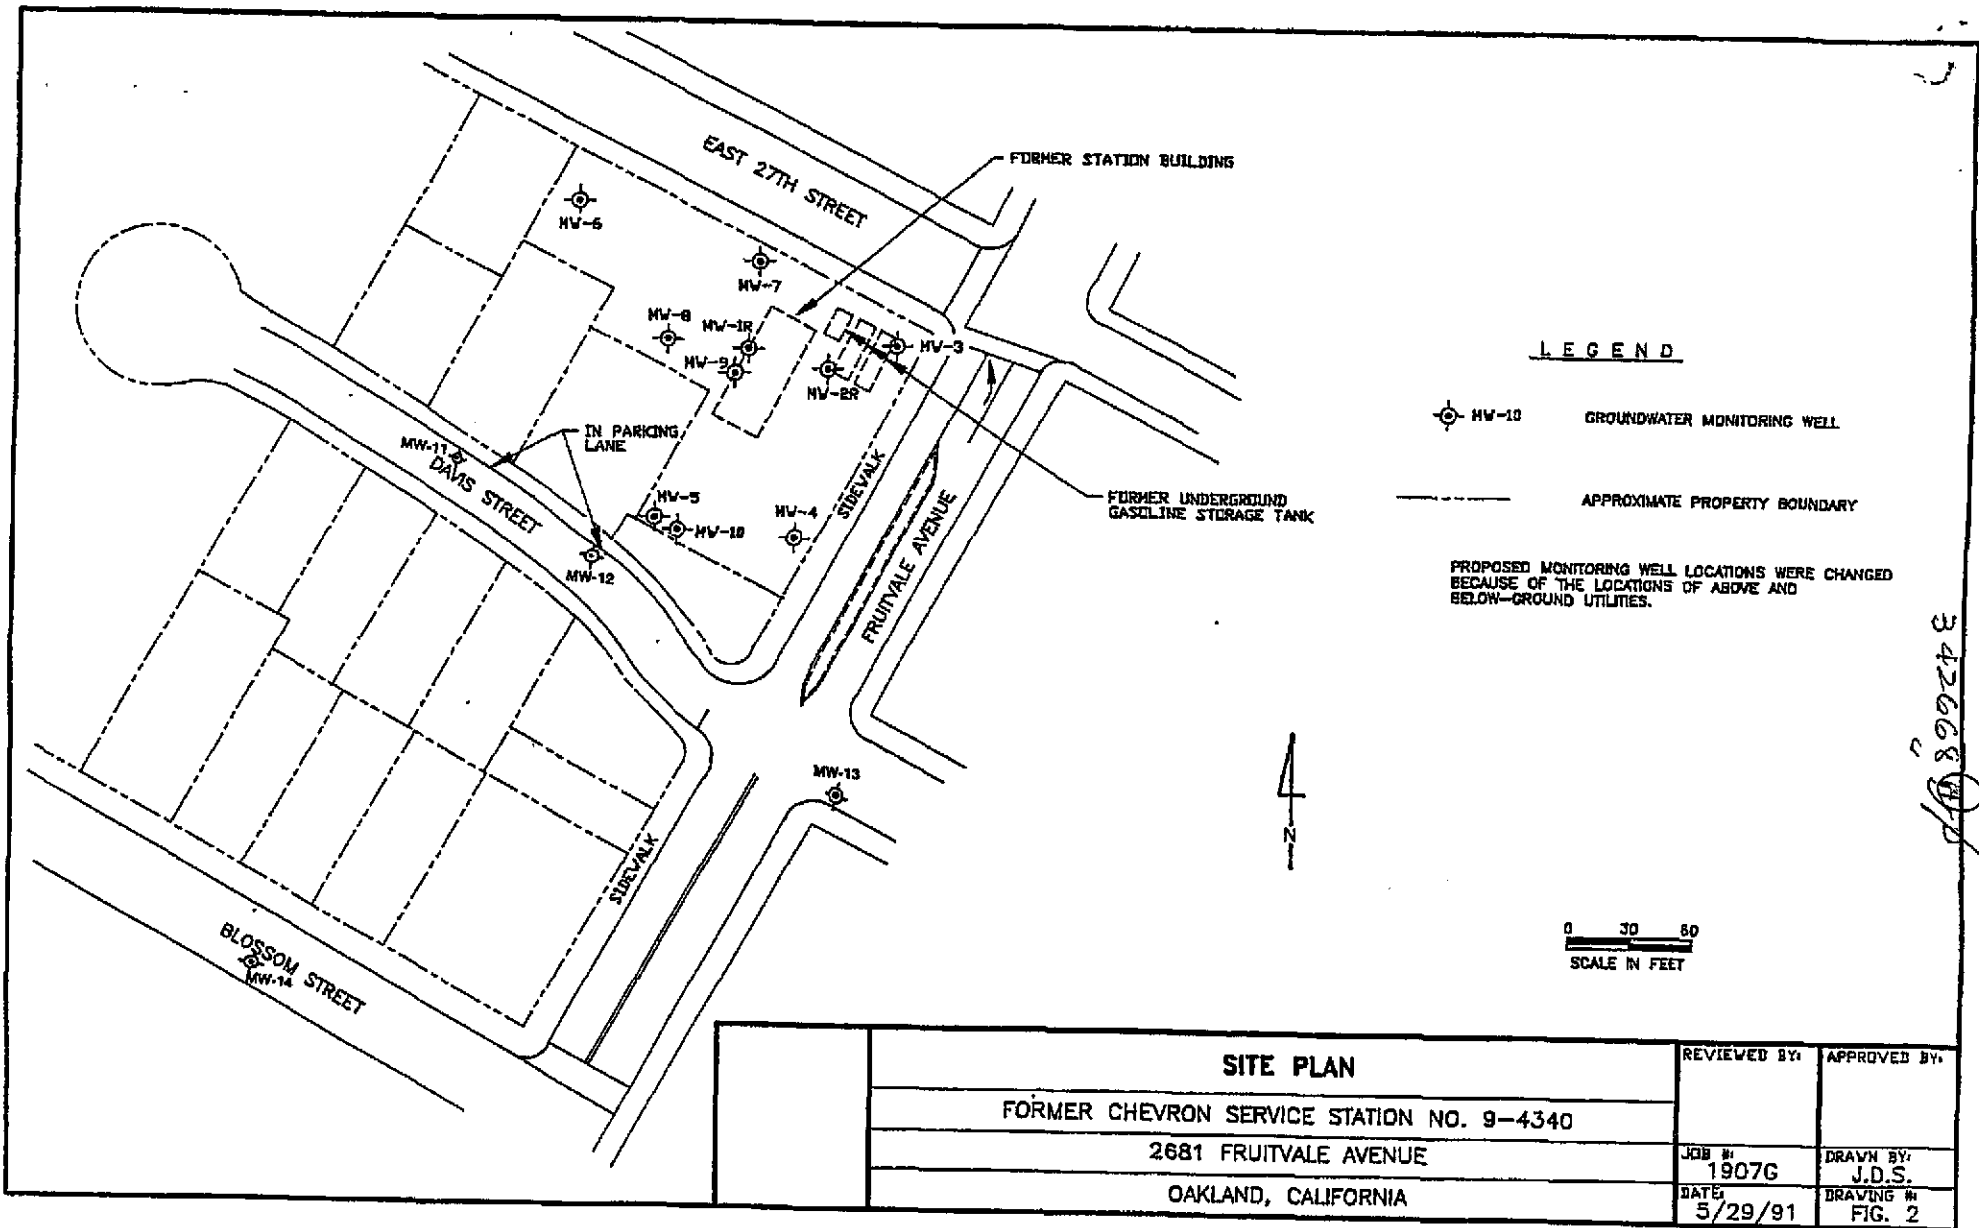 EAST 27TH STREET
FORMER STATION BUILDING
MW-6
MW-7
MW-8
MW-1R
MW-9
MW-3
MW-2R
LEGEND
MW-10 GROUNDWATER MONITORING WELL
IN PARKING
LANE
MW-11
DAVIS STREET
MW-5
MW-10
MW-4
MW-12
SIDEWALK
FRUITVALE AVENUE
FORMER UNDERGROUND
GASOLINE STORAGE TANK
APPROXIMATE PROPERTY BOUNDARY
PROPOSED MONITORING WELL LOCATIONS WERE CHANGED
BECAUSE OF THE LOCATIONS OF ABOVE AND
BELOW-GROUND UTILITIES.
MW-13
N
SIDEWALK
BLOSSOM STREET
MW-14
0 30 60
SCALE IN FEET
SITE PLAN
FORMER CHEVRON SERVICE STATION NO. 9-4340
2681 FRUITVALE AVENUE
OAKLAND, CALIFORNIA
REVIEWED BY:
APPROVED BY:
JOB #:
1907G
DRAWN BY:
J.D.S.
DATE:
5/29/91
DRAWING #:
FIG. 2